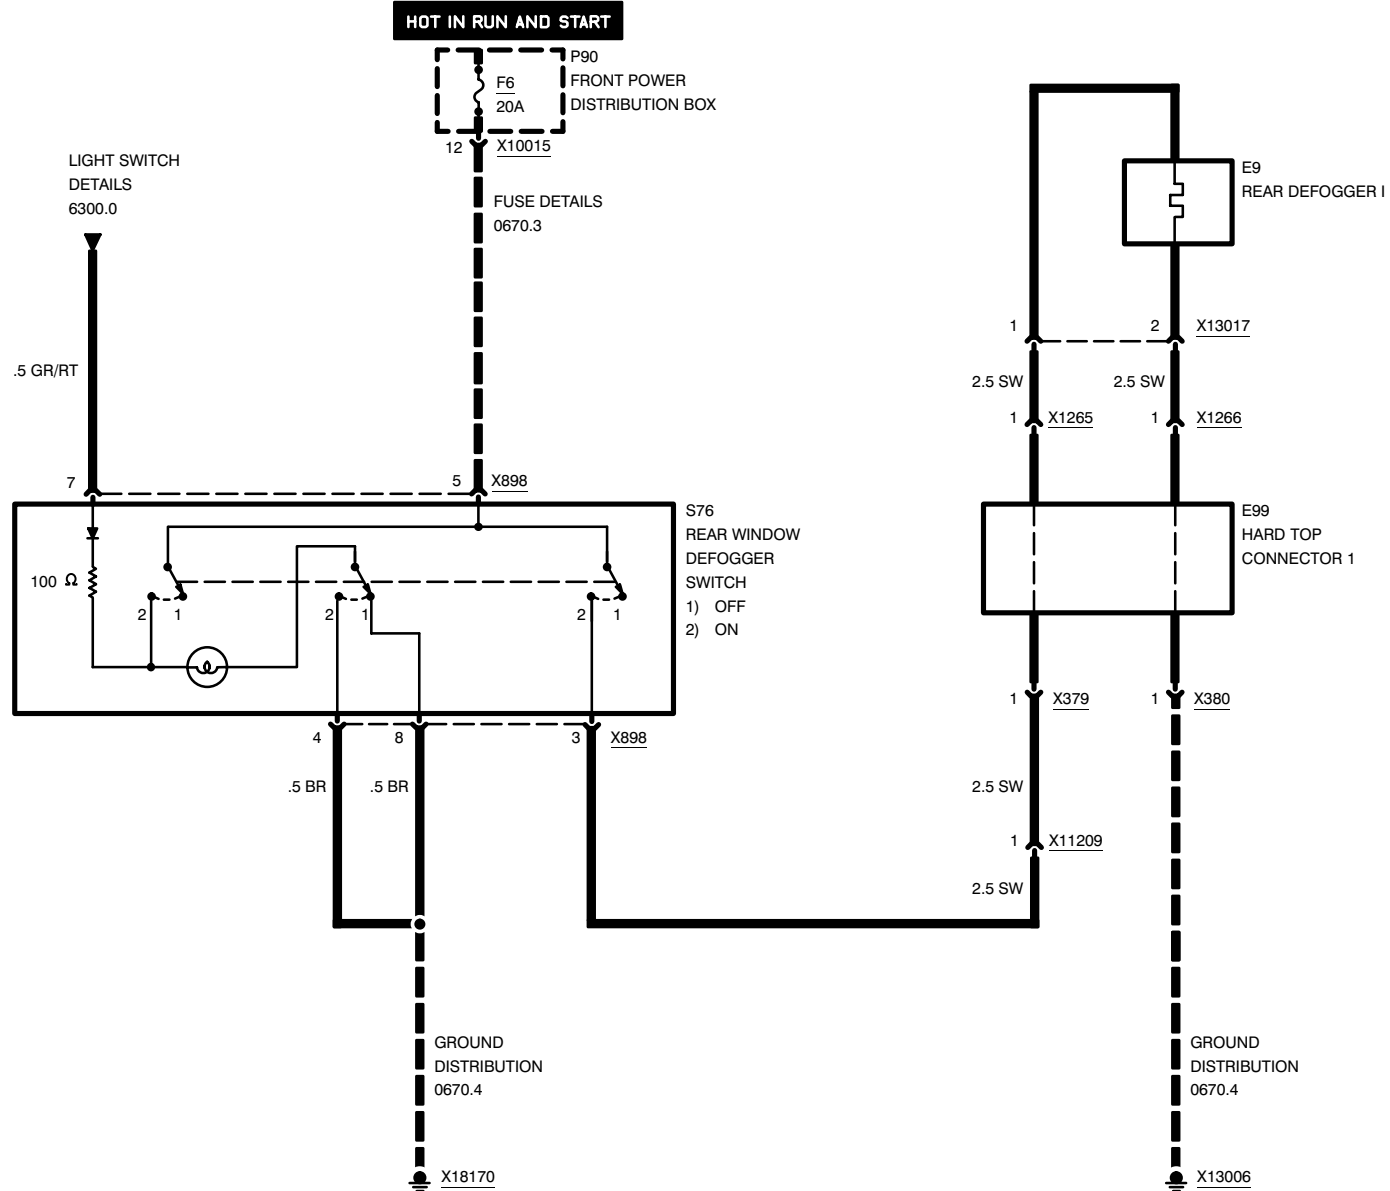 HOT IN RUN AND START
P90
FRONT POWER
DISTRIBUTION BOX
F6
20A
12 X10015
LIGHT SWITCH
DETAILS
6300.0
FUSE DETAILS
0670.3
E9
REAR DEFOGGER I
1 2 X13017
.5 GR/RT
2.5 SW 2.5 SW
1 X1265 1 X1266
7 5 X898
S76
REAR WINDOW
DEFOGGER
SWITCH
1) OFF
2) ON
E99
HARD TOP
CONNECTOR 1
100 Ω
2 1 2 1 2 1
1 X379 1 X380
4 8 3 X898
.5 BR .5 BR
2.5 SW
1 X11209
2.5 SW
GROUND
DISTRIBUTION
0670.4
GROUND
DISTRIBUTION
0670.4
X18170 X13006